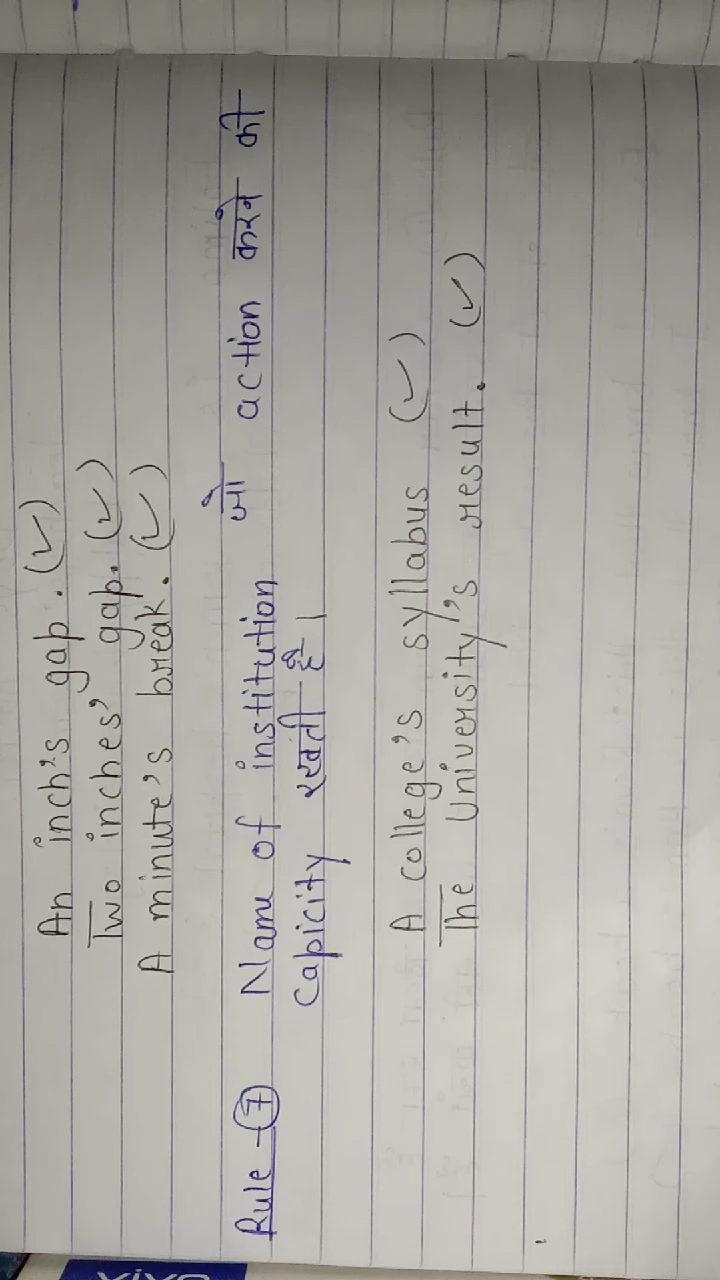 An inch's gap. (✓)
Two inches' gap. (✓)
A minute's break. (✓)
Rule - 7 Name of institution जो action करने की
Capicity रखती है।
A college's syllabus (✓)
The University's result. (✓)
vivo